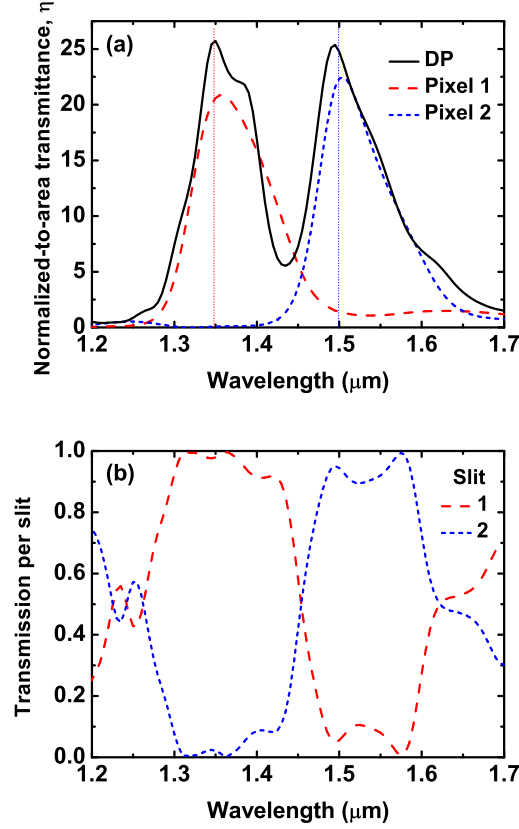 Normalized-to-area transmittance, η
25
20
15
10
5
0
(a)
DP
Pixel 1
Pixel 2
1.2 1.3 1.4 1.5 1.6 1.7
Wavelength (μm)
Transmission per slit
1.0
0.8
0.6
0.4
0.2
0.0
(b)
Slit
1
2
1.2 1.3 1.4 1.5 1.6 1.7
Wavelength (μm)